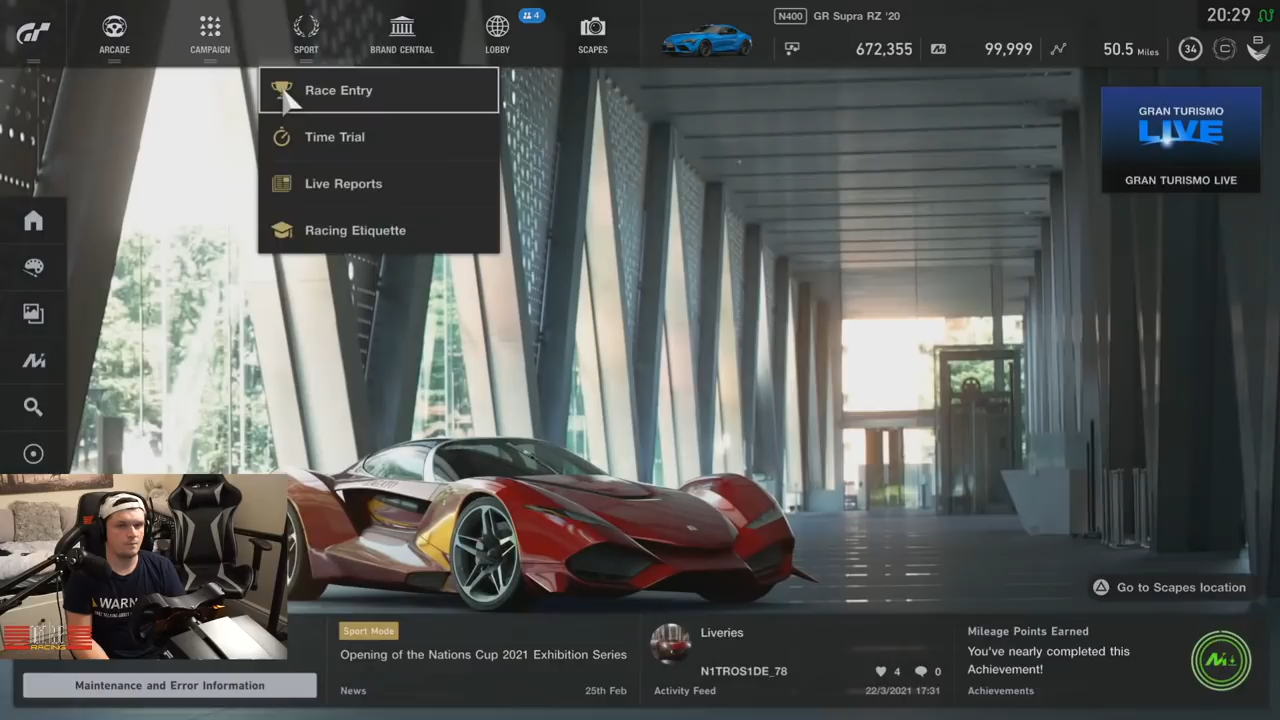 ARCADE
CAMPAIGN
SPORT
BRAND CENTRAL
LOBBY
4
SCAPES
N400 GR Supra RZ '20
672,355
99,999
50.5 Miles
34
20:29
Race Entry
Time Trial
Live Reports
Racing Etiquette
GRAN TURISMO
LIVE
GRAN TURISMO LIVE
Go to Scapes location
WARN
RACING
Maintenance and Error Information
Sport Mode
Opening of the Nations Cup 2021 Exhibition Series
News
25th Feb
Liveries
N1TROS1DE_78
4
0
Activity Feed
22/3/2021 17:31
Mileage Points Earned
You've nearly completed this
Achievement!
Achievements